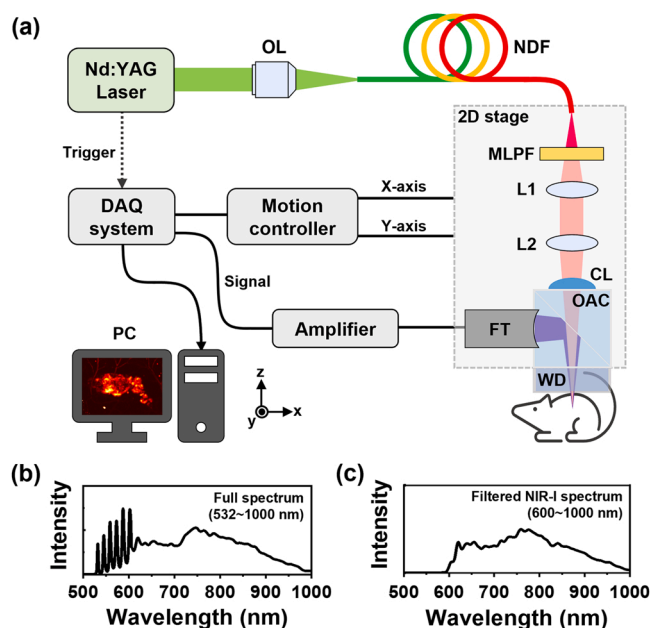 (a)
OL
NDF
Nd:YAG
Laser
2D stage
MLPF
Trigger
X-axis
L1
DAQ
system
Motion
controller
Y-axis
L2
Signal
CL
OAC
PC
Amplifier
FT
WD
z
y
x
(b)
(c)
Intensity
Full spectrum
(532~1000 nm)
500 600 700 800 900 1000
Wavelength (nm)
Intensity
Filtered NIR-I spectrum
(600~1000 nm)
500 600 700 800 900 1000
Wavelength (nm)